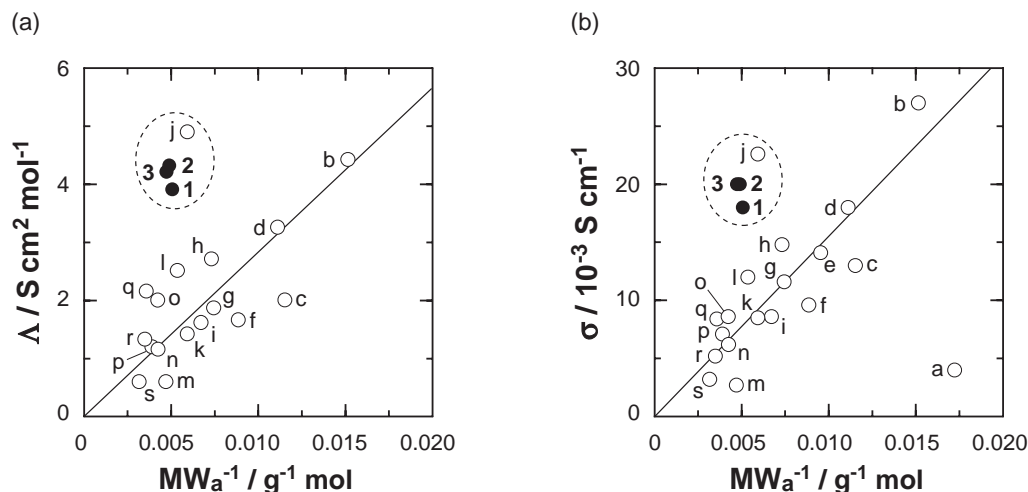 (a)
6
4
2
0
0
0.005
0.010
0.015
0.020
Λ / S cm² mol⁻¹
MWₐ⁻¹ / g⁻¹ mol
j
3
2
1
b
d
h
l
q
o
c
g
f
i
k
r
p
n
s
m
(b)
30
20
10
0
0
0.005
0.010
0.015
0.020
σ / 10⁻³ S cm⁻¹
MWₐ⁻¹ / g⁻¹ mol
b
j
3
2
1
d
h
e
c
l
g
o
k
q
f
i
p
n
r
s
m
a